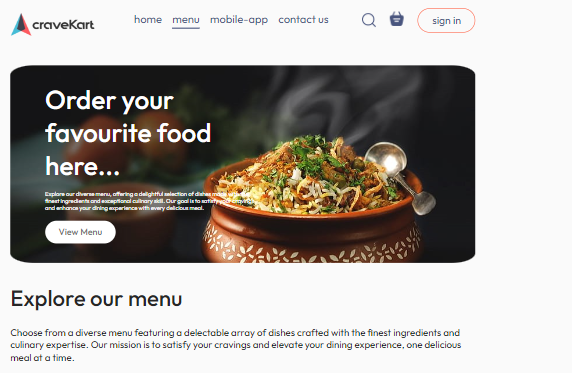 craveKart
home menu mobile-app contact us
sign in
Order your
favourite food
here...
Explore our diverse menu, offering a delightful selection of dishes made
finest ingredients and exceptional culinary skill. Our goal is to satisfy your cravings
and enhance your dining experience with every delicious meal.
View Menu
Explore our menu
Choose from a diverse menu featuring a delectable array of dishes crafted with the finest ingredients and
culinary expertise. Our mission is to satisfy your cravings and elevate your dining experience, one delicious
meal at a time.